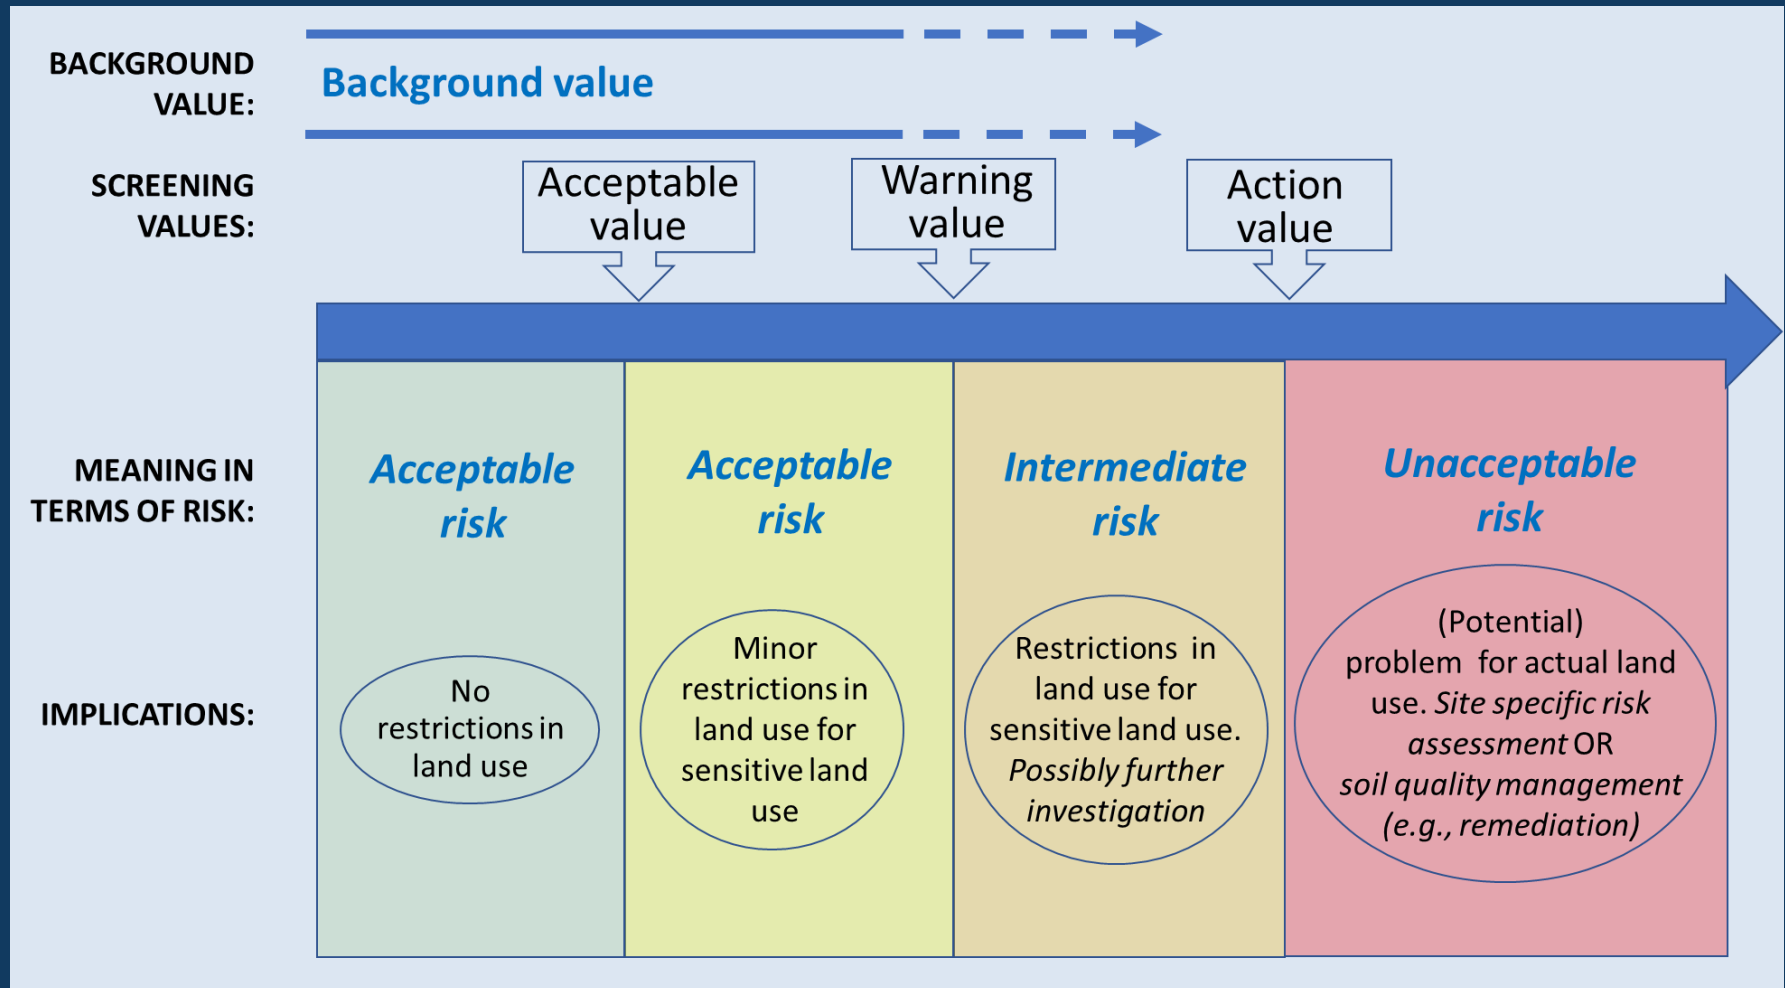 BACKGROUND
VALUE:
Background value
SCREENING
VALUES:
Acceptable
value
Warning
value
Action
value
MEANING IN
TERMS OF RISK:
Acceptable
risk
Acceptable
risk
Intermediate
risk
Unacceptable
risk
IMPLICATIONS:
No
restrictions in
land use
Minor
restrictions in
land use for
sensitive land
use
Restrictions in
land use for
sensitive land use.
Possibly further
investigation
(Potential)
problem for actual land
use. Site specific risk
assessment OR
soil quality management
(e.g., remediation)